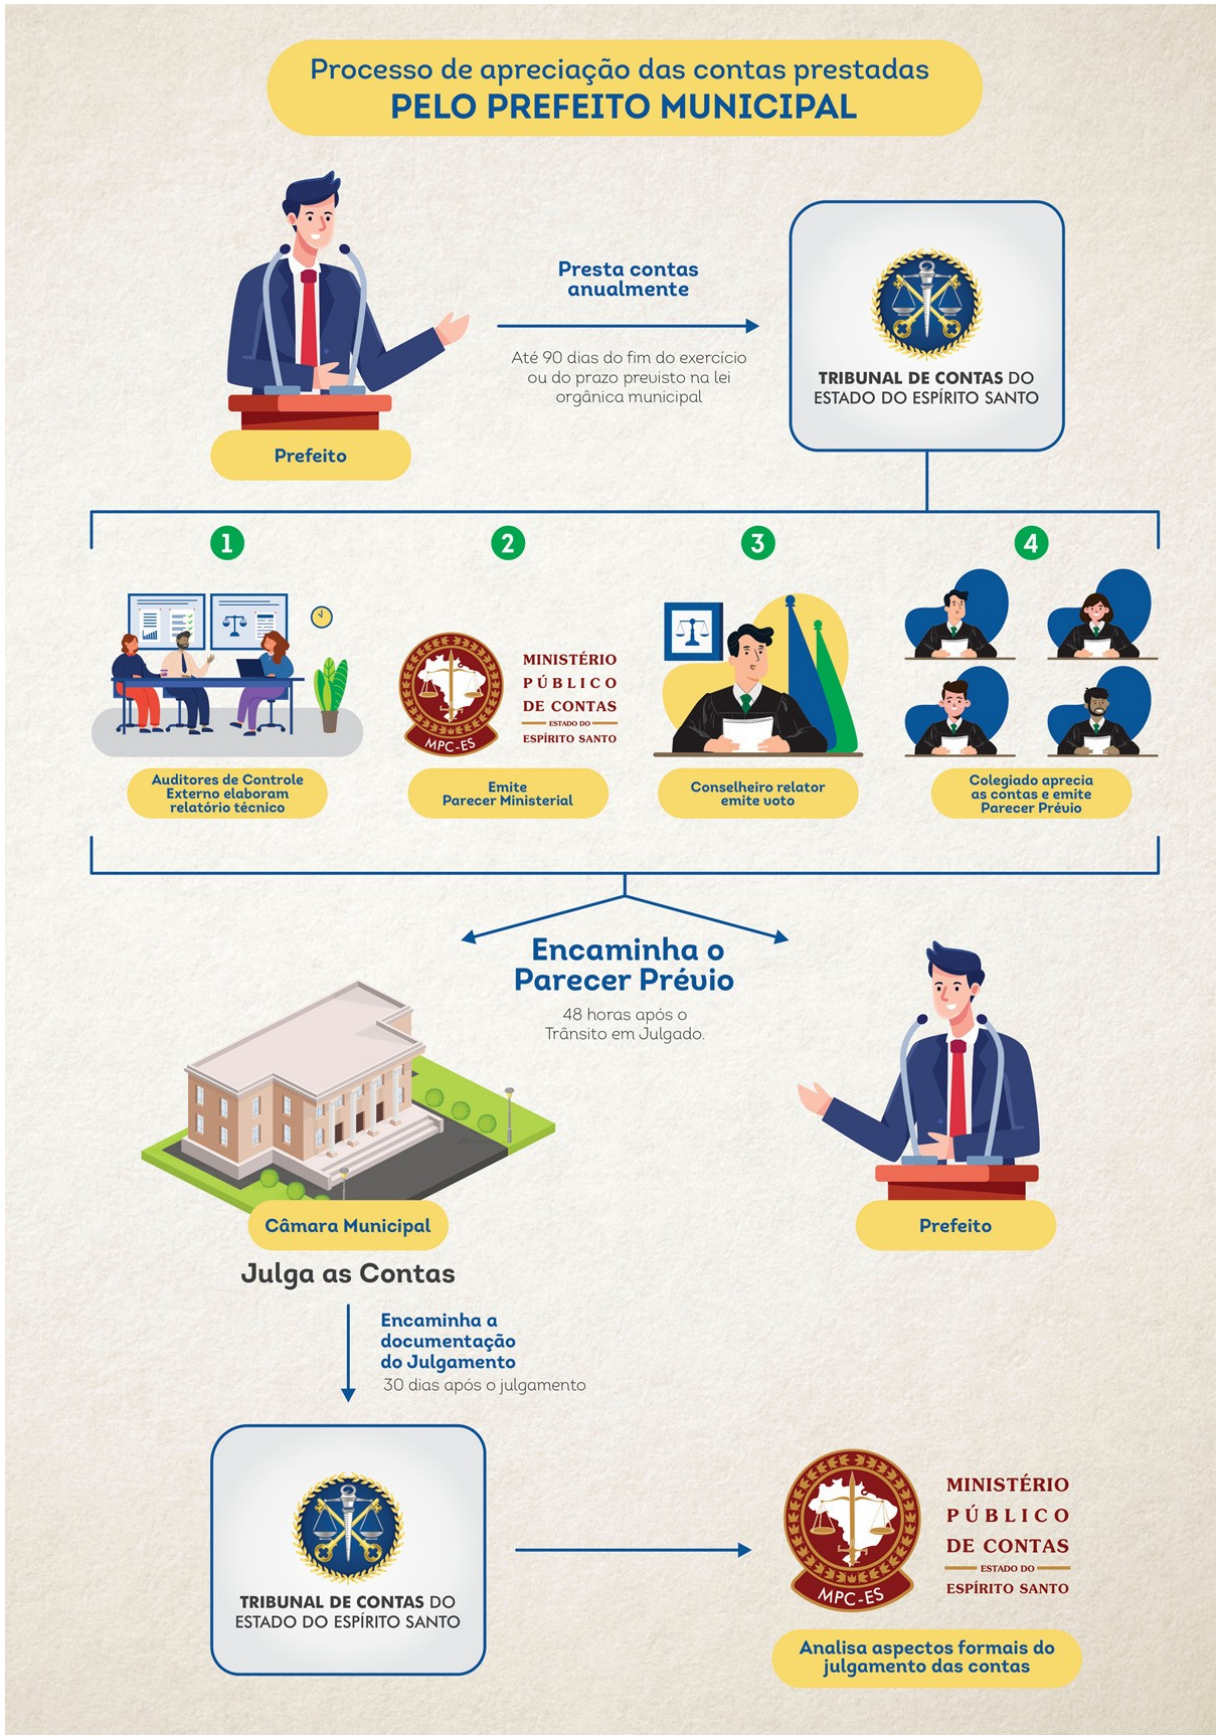 Processo de apreciação das contas prestadas
PELO PREFEITO MUNICIPAL
Presta contas
anualmente
Até 90 dias do fim do exercício
ou do prazo previsto na lei
orgânica municipal
TRIBUNAL DE CONTAS DO
ESTADO DO ESPÍRITO SANTO
Prefeito
1
2
3
4
MINISTÉRIO
PÚBLICO
DE CONTAS
ESTADO DO
ESPÍRITO SANTO
MPC-ES
Auditores de Controle
Externo elaboram
relatório técnico
Emite
Parecer Ministerial
Conselheiro relator
emite voto
Colegiado aprecia
as contas e emite
Parecer Prévio
Encaminha o
Parecer Prévio
48 horas após o
Trânsito em Julgado.
Câmara Municipal
Prefeito
Julga as Contas
Encaminha a
documentação
do Julgamento
30 dias após o julgamento
TRIBUNAL DE CONTAS DO
ESTADO DO ESPÍRITO SANTO
MINISTÉRIO
PÚBLICO
DE CONTAS
ESTADO DO
ESPÍRITO SANTO
MPC-ES
Analisa aspectos formais do
julgamento das contas